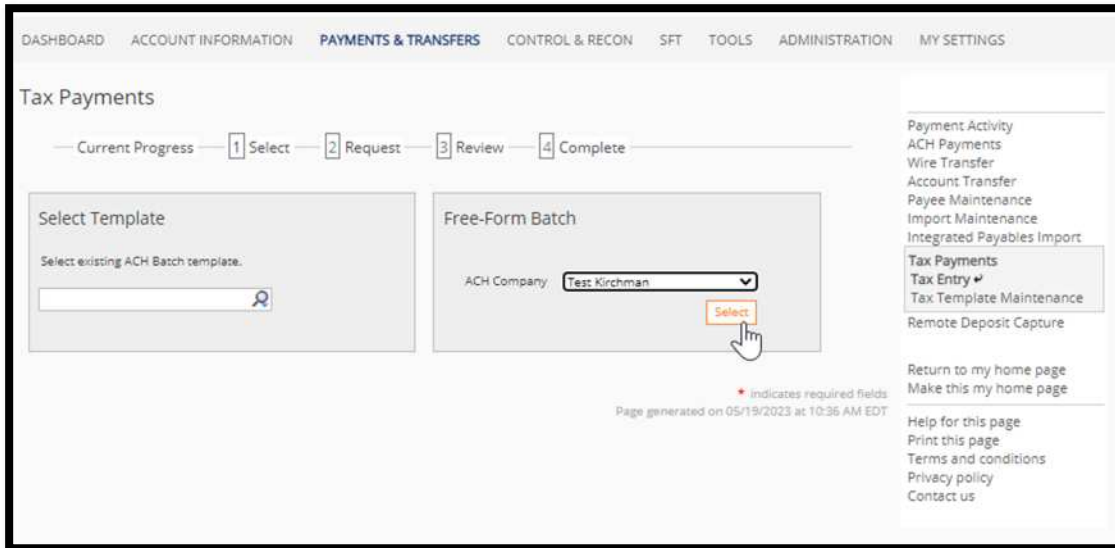 DASHBOARD ACCOUNT INFORMATION PAYMENTS & TRANSFERS CONTROL & RECON SFT TOOLS ADMINISTRATION MY SETTINGS
Tax Payments
Current Progress 1 Select 2 Request 3 Review 4 Complete
Select Template
Select existing ACH Batch template.
Free-Form Batch
ACH Company Test Kirchman
Select
* Indicates required fields
Page generated on 05/19/2023 at 10:36 AM EDT
Payment Activity
ACH Payments
Wire Transfer
Account Transfer
Payee Maintenance
Import Maintenance
Integrated Payables Import
Tax Payments
Tax Entry ↵
Tax Template Maintenance
Remote Deposit Capture
Return to my home page
Make this my home page
Help for this page
Print this page
Terms and conditions
Privacy policy
Contact us